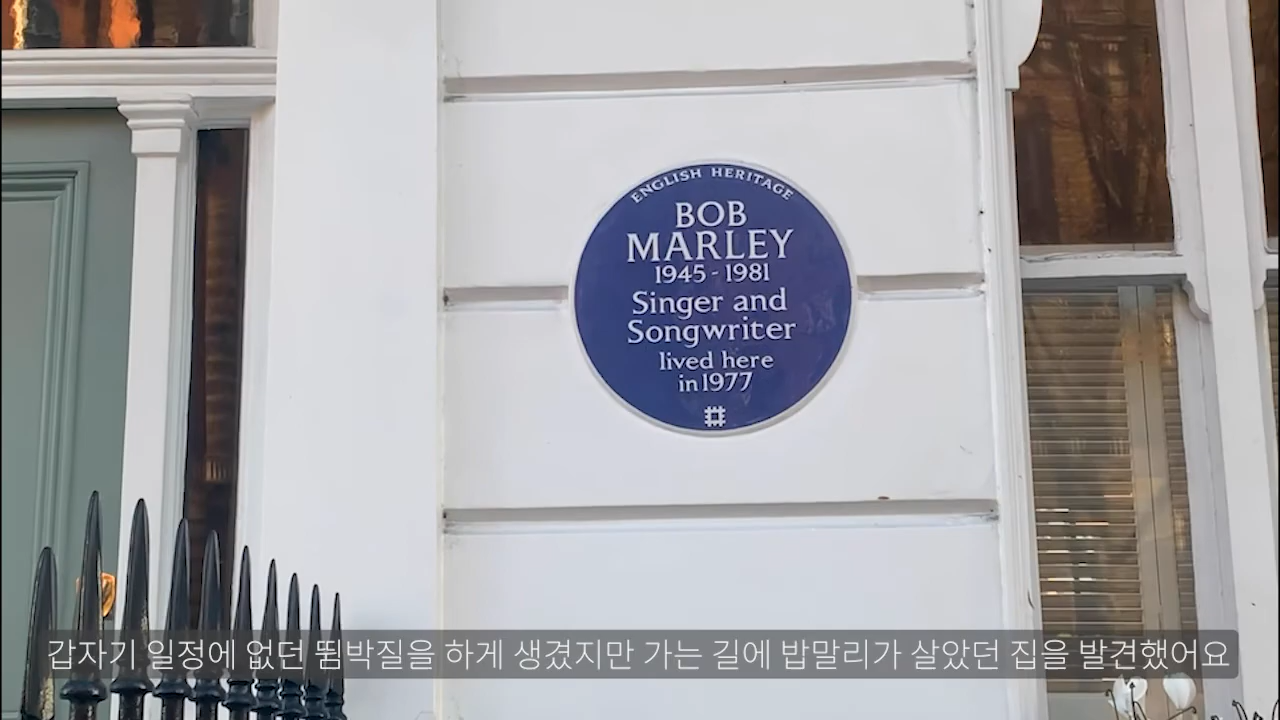 ENGLISH HERITAGE
BOB
MARLEY
1945-1981
Singer and
Songwriter
lived here
in 1977
갑자기 일정에 없던 뜀박질을 하게 생겼지만 가는 길에 밥말리가 살았던 집을 발견했어요